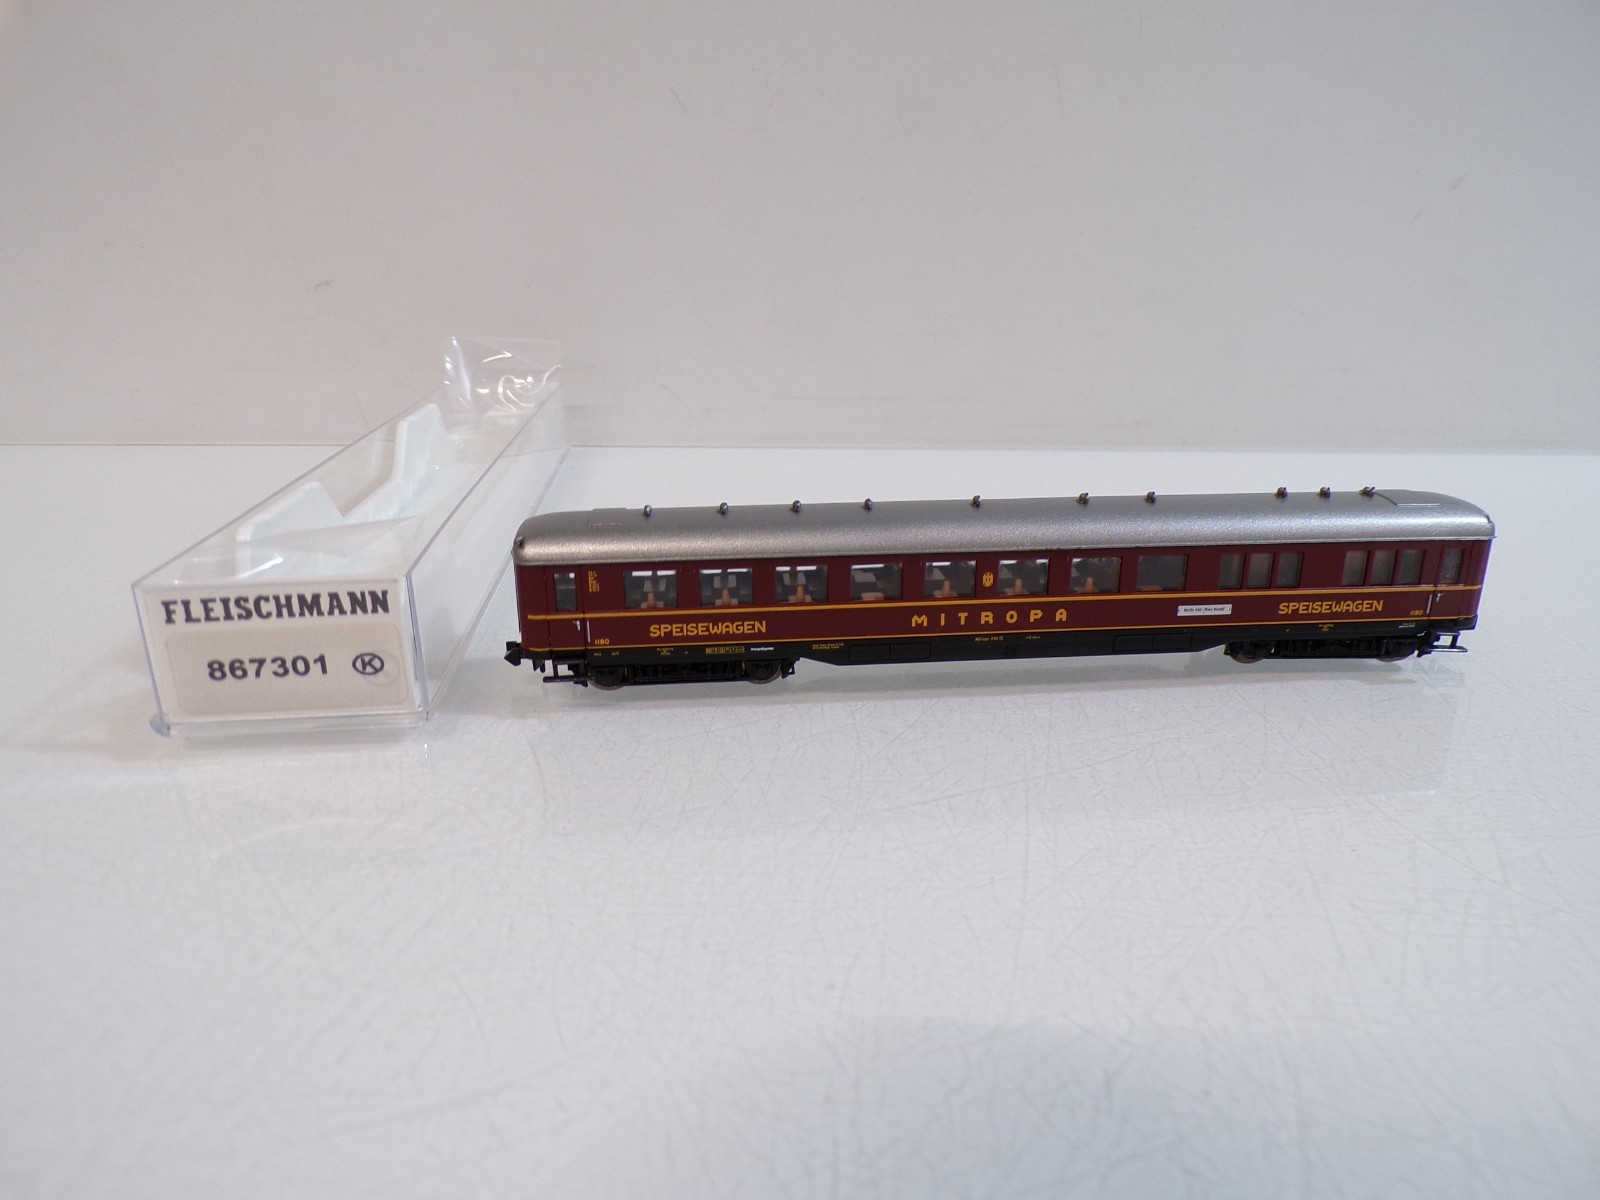 FLEISCHMANN
867301 K
SPEISEWAGEN
MITROPA
SPEISEWAGEN
1180
1180